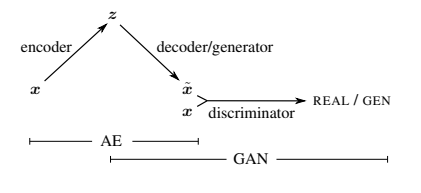 z
encoder
decoder/generator
x
x̃
x
discriminator
REAL / GEN
AE
GAN